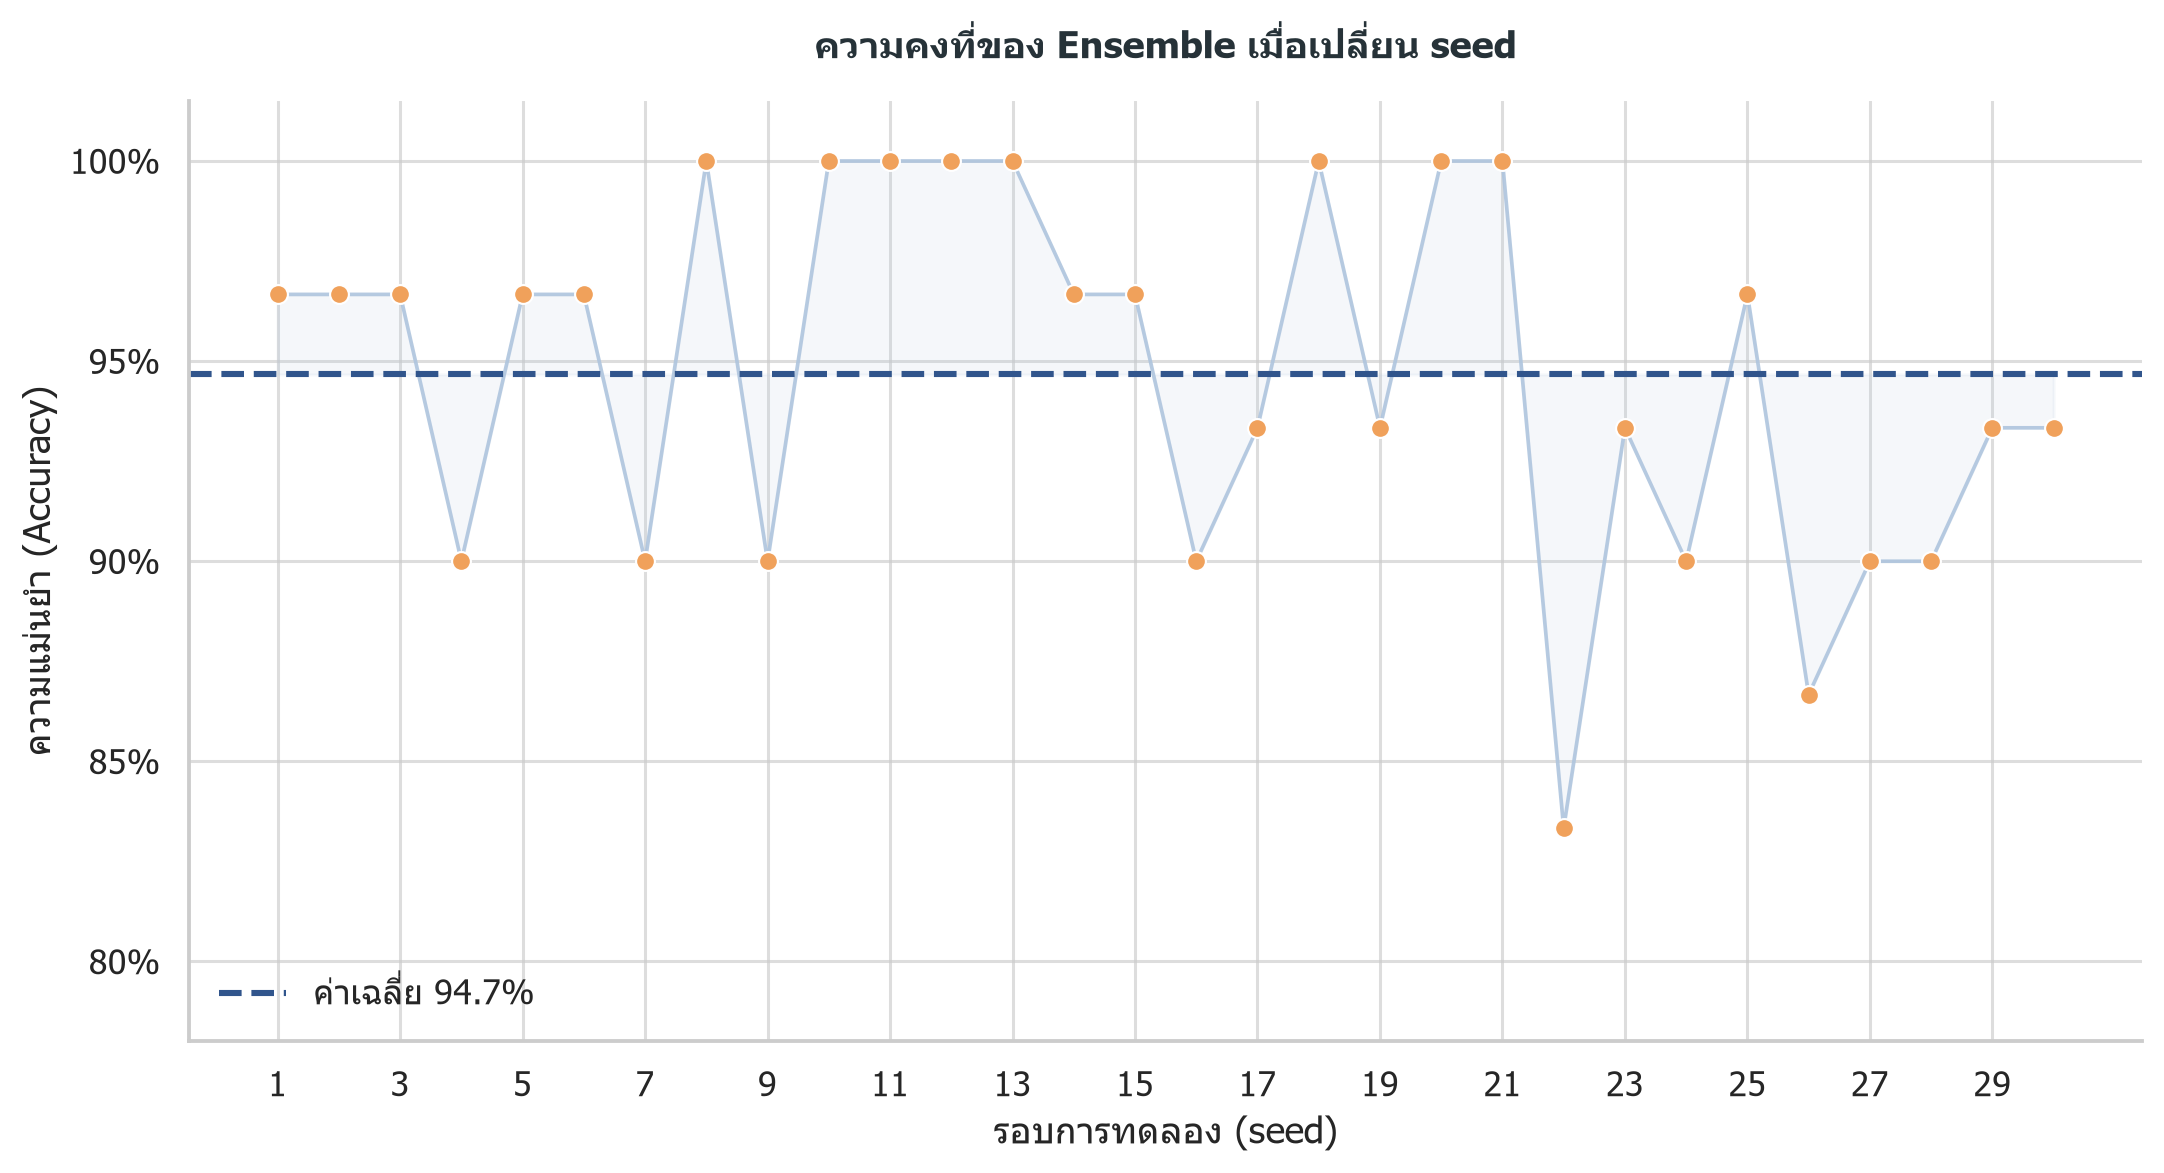 ความคงที่ของ Ensemble เมื่อเปลี่ยน seed
ความแม่นยำ (Accuracy)
100%
95%
90%
85%
80%
ค่าเฉลี่ย 94.7%
1 3 5 7 9 11 13 15 17 19 21 23 25 27 29
รอบการทดลอง (seed)